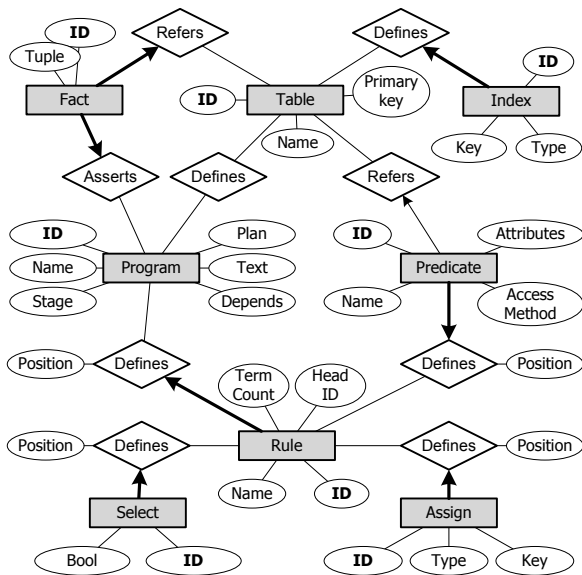 ID
Refers
Defines
Tuple
ID
Fact
ID
Table
Primary
key
Index
Name
Key
Type
Asserts
Defines
Refers
ID
Plan
ID
Attributes
Name
Program
Text
Predicate
Stage
Depends
Name
Access
Method
Position
Defines
Term
Count
Head
ID
Defines
Position
Position
Defines
Rule
Defines
Position
Name
ID
Select
Assign
Bool
ID
ID
Type
Key